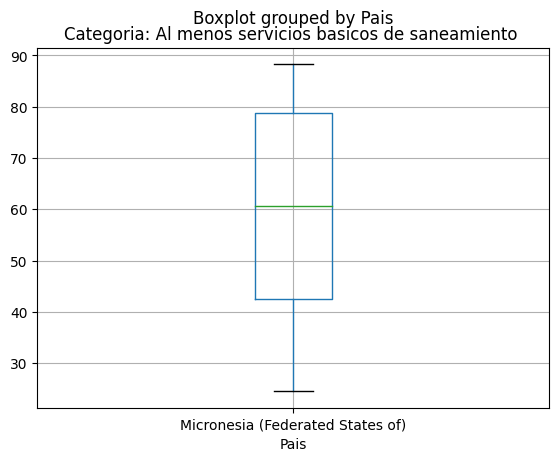 Boxplot grouped by Pais
Categoria: Al menos servicios basicos de saneamiento
90
80
70
60
50
40
30
Micronesia (Federated States of)
Pais